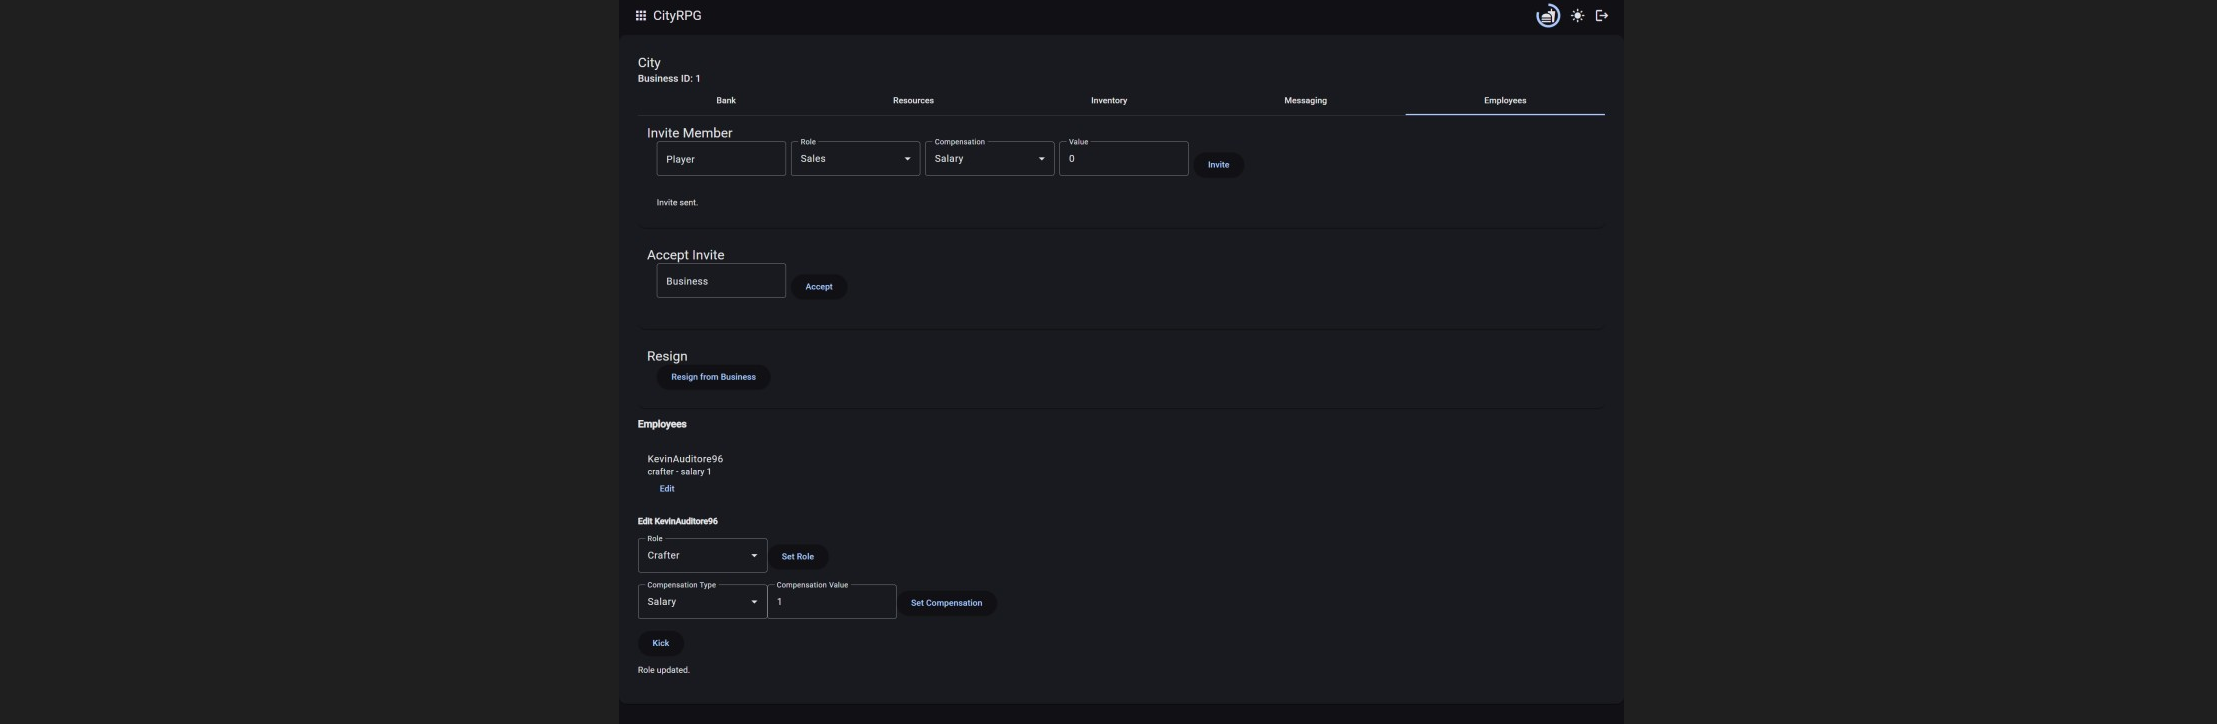 CityRPG
City
Business ID: 1
Bank Resources Inventory Messaging Employees
Invite Member
Role Compensation Value
Player Sales Salary 0 Invite
Invite sent.
Accept Invite
Business Accept
Resign
Resign from Business
Employees
KevinAuditore96
crafter - salary 1
Edit
Edit KevinAuditore96
Role
Crafter Set Role
Compensation Type Compensation Value
Salary 1 Set Compensation
Kick
Role updated.